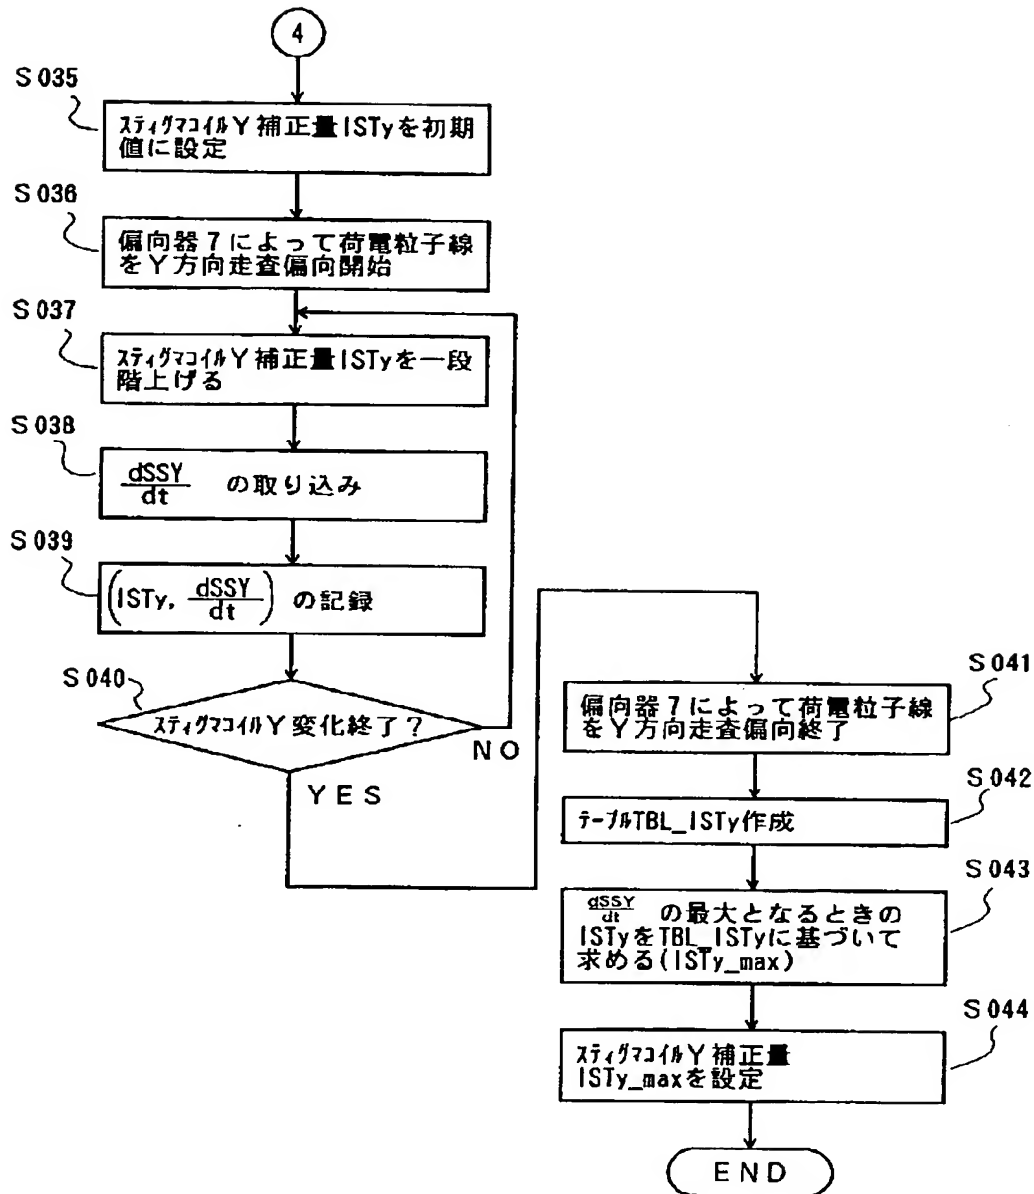 4
S035
スティグマコイルY補正量ISTyを初期
値に設定
S036
偏向器7によって荷電粒子線
をY方向走査偏向開始
S037
スティグマコイルY補正量ISTyを一段
階上げる
S038
dSSY/dt の取り込み
S039
(ISTy, dSSY/dt) の記録
S040
スティグマコイルY変化終了?
NO
YES
S041
偏向器7によって荷電粒子線
をY方向走査偏向終了
S042
テーブルTBL_ISTy作成
S043
dSSY/dt の最大となるときの
ISTyをTBL_ISTyに基づいて
求める(ISTy_max)
S044
スティグマコイルY補正量
ISTy_maxを設定
END